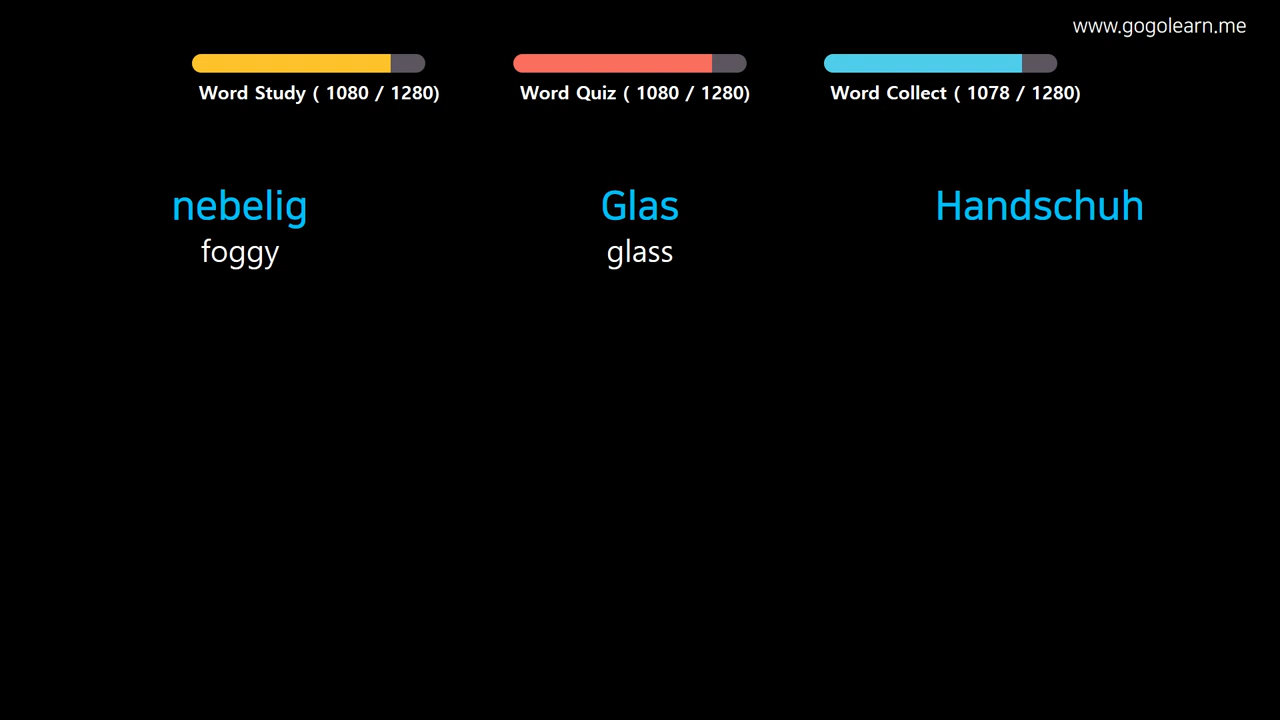 www.gogolearn.me
Word Study ( 1080 / 1280)
Word Quiz ( 1080 / 1280)
Word Collect ( 1078 / 1280)
nebelig
foggy
Glas
glass
Handschuh